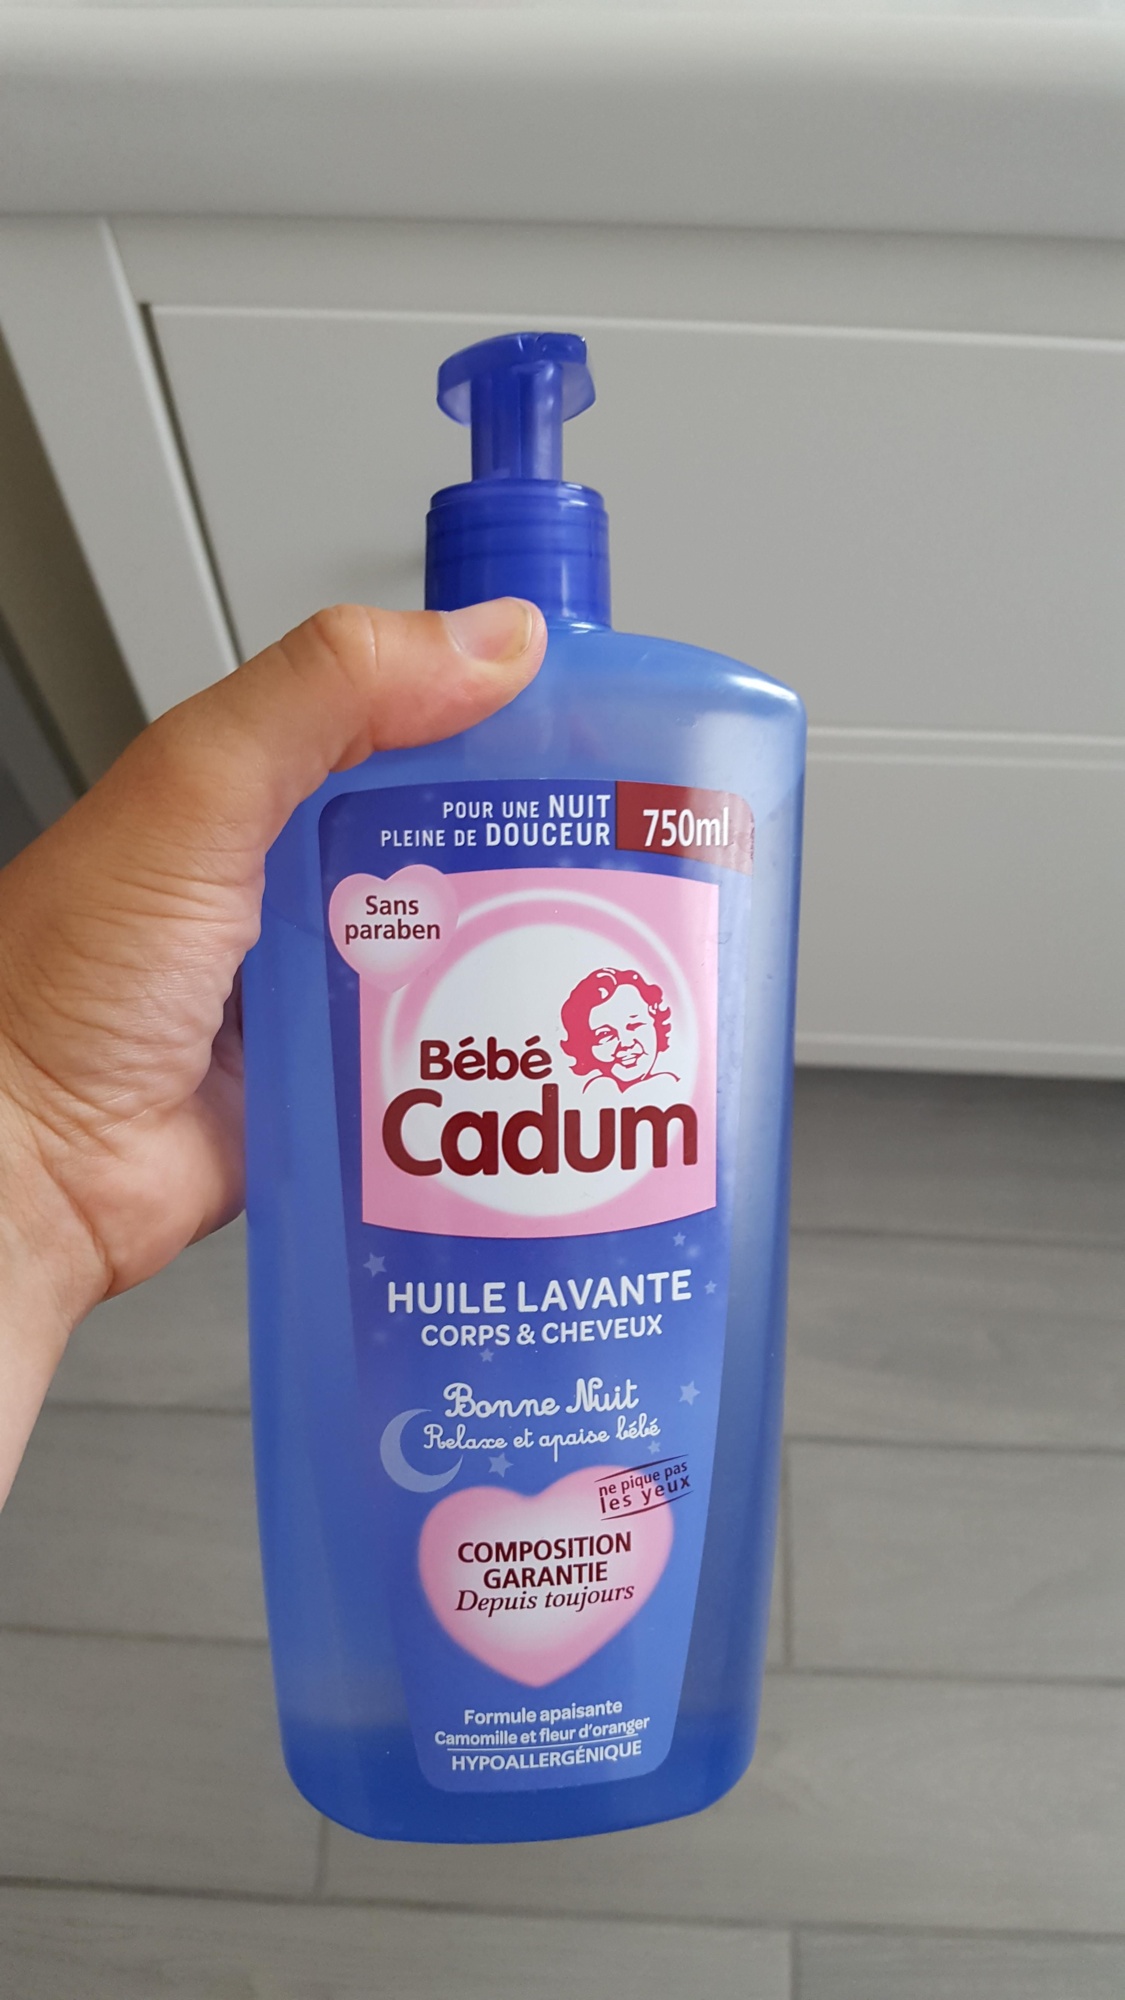 POUR UNE NUIT
PLEINE DE DOUCEUR
750ml
Sans
paraben
Bébé
Cadum
HUILE LAVANTE
CORPS & CHEVEUX
Bonne Nuit
Relaxe et apaise bébé
ne pique pas
les yeux
COMPOSITION
GARANTIE
Depuis toujours
Formule apaisante
Camomille et fleur d'oranger
HYPOALLERGÉNIQUE